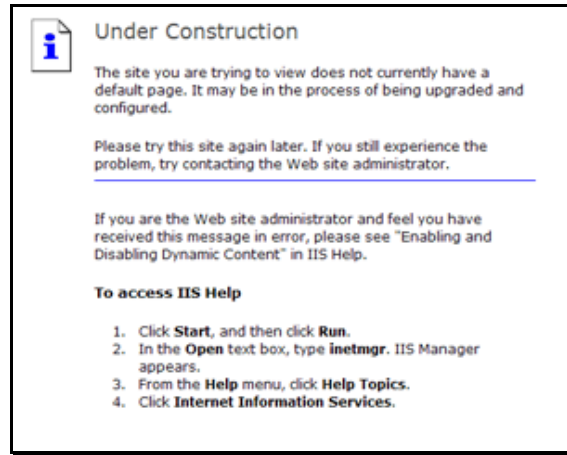 Under Construction
The site you are trying to view does not currently have a
default page. It may be in the process of being upgraded and
configured.
Please try this site again later. If you still experience the
problem, try contacting the Web site administrator.
If you are the Web site administrator and feel you have
received this message in error, please see "Enabling and
Disabling Dynamic Content" in IIS Help.
To access IIS Help
1. Click Start, and then click Run.
2. In the Open text box, type inetmgr. IIS Manager
appears.
3. From the Help menu, click Help Topics.
4. Click Internet Information Services.